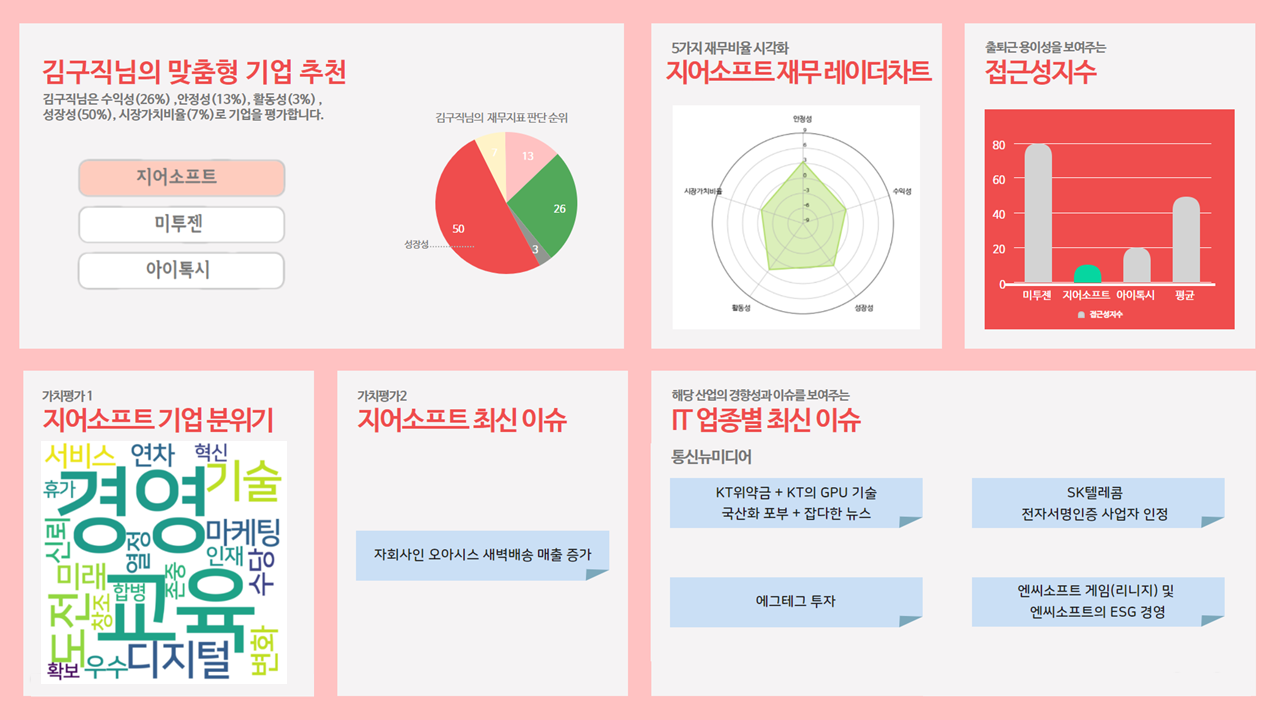 김구직님의 맞춤형 기업 추천
김구직님은 수익성(26%) ,안정성(13%), 활동성(3%) ,
성장성(50%), 시장가치비율(7%)로 기업을 평가합니다.
지어소프트
미투젠
아이톡시
김구직님의 재무지표 판단 순위
7
13
26
3
50
성장성
5가지 재무비율 시각화
지어소프트 재무 레이더차트
안정성
9
6
3
0
-3
-6
-9
시장가치비율
수익성
활동성
성장성
출퇴근 용이성을 보여주는
접근성지수
80
60
40
20
0
미투젠 지어소프트 아이톡시 평균
접근성지수
가치평가 1
지어소프트 기업 분위기
서비스 연차 혁신
휴가 경영 기술
신뢰 열정 마케팅
인재 수당
미래 합병 존중
도전 창조 교육
확보 우수 디지털 변화
가치평가2
지어소프트 최신 이슈
자회사인 오아시스 새벽배송 매출 증가
해당 산업의 경향성과 이슈를 보여주는
IT 업종별 최신 이슈
통신뉴미디어
KT위약금 + KT의 GPU 기술
국산화 포부 + 잡다한 뉴스
SK텔레콤
전자서명인증 사업자 인정
에그테그 투자
엔씨소프트 게임(리니지) 및
엔씨소프트의 ESG 경영